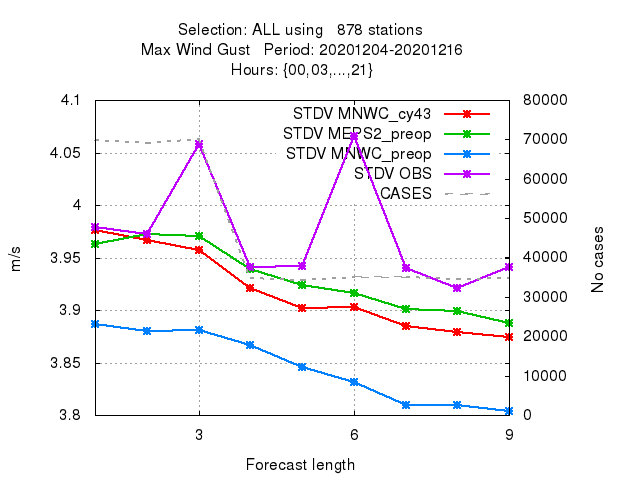 Selection: ALL using   878 stations
Max Wind Gust   Period: 20201204-20201216
Hours: {00,03,...,21}
4.1
4.05
4
3.95
3.9
3.85
3.8
80000
70000
60000
50000
40000
30000
20000
10000
0
STDV MNWC_cy43
STDV MEPS2_preop
STDV MNWC_preop
STDV OBS
CASES
m/s
No cases
3
6
9
Forecast length